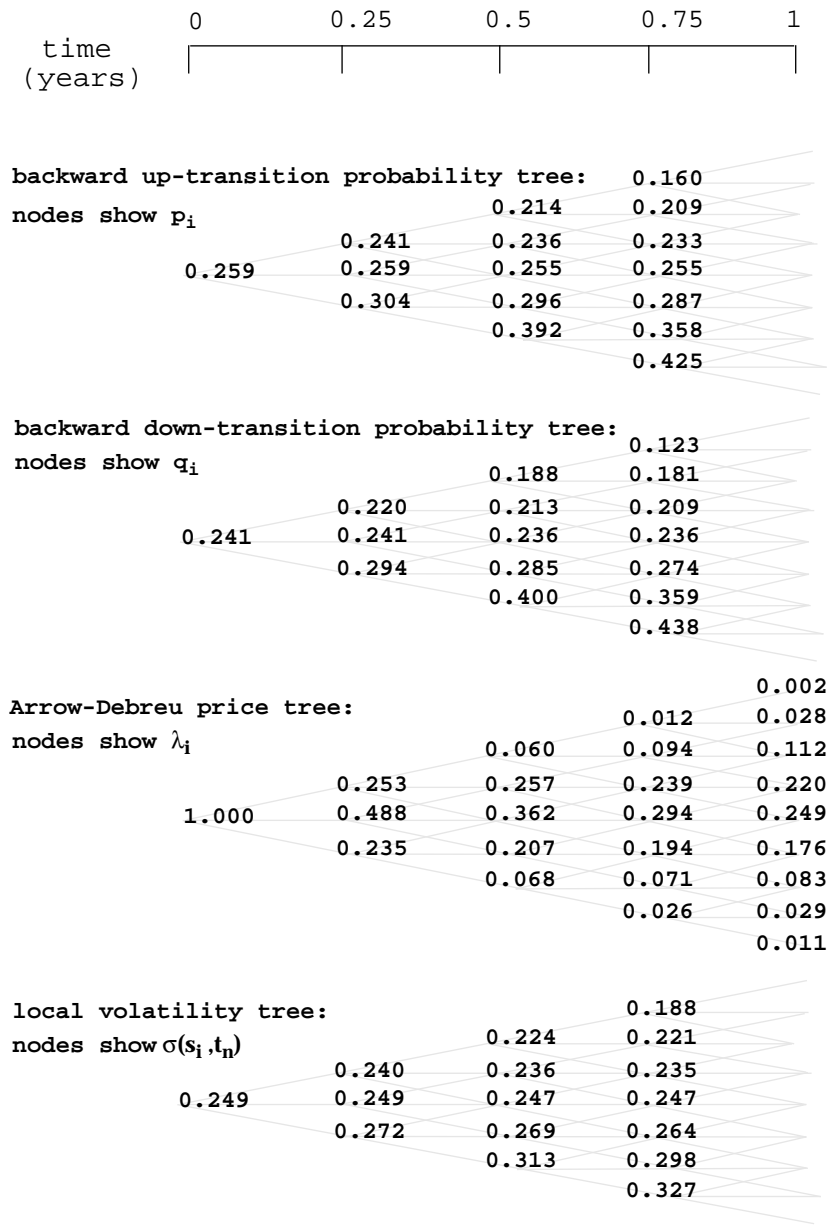 0 0.25 0.5 0.75 1
time
(years)
backward up-transition probability tree: 0.160
nodes show pi 0.214 0.209
0.241 0.236 0.233
0.259 0.259 0.255 0.255
0.304 0.296 0.287
0.392 0.358
0.425
backward down-transition probability tree:
0.123
nodes show qi 0.188 0.181
0.220 0.213 0.209
0.241 0.241 0.236 0.236
0.294 0.285 0.274
0.400 0.359
0.438
0.002
Arrow-Debreu price tree: 0.012 0.028
nodes show λi 0.060 0.094 0.112
0.253 0.257 0.239 0.220
1.000 0.488 0.362 0.294 0.249
0.235 0.207 0.194 0.176
0.068 0.071 0.083
0.026 0.029
0.011
local volatility tree: 0.188
nodes show σ(si ,tn) 0.224 0.221
0.240 0.236 0.235
0.249 0.249 0.247 0.247
0.272 0.269 0.264
0.313 0.298
0.327